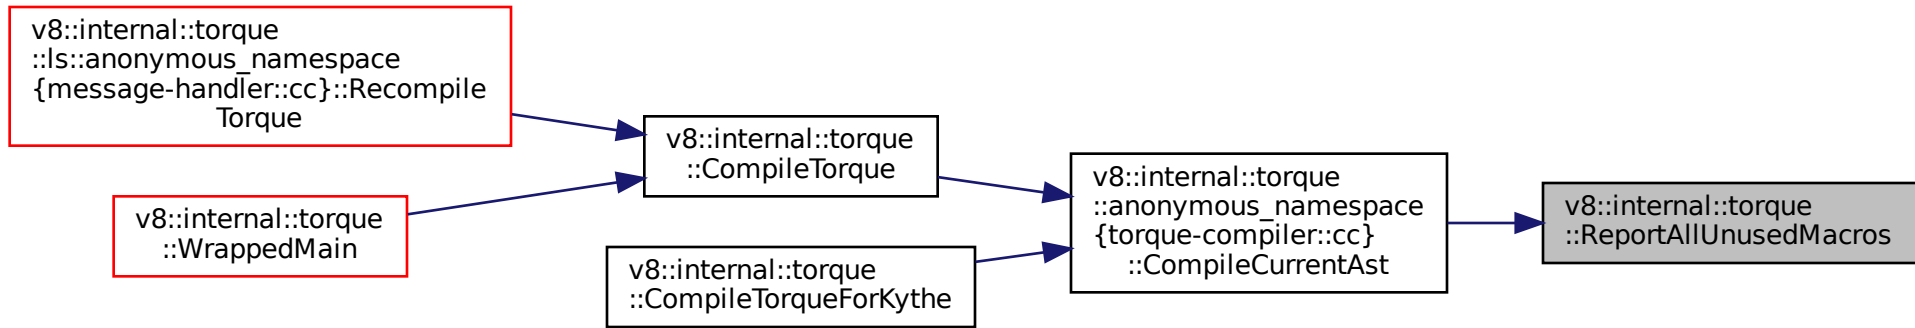 v8::internal::torque
::ls::anonymous_namespace
{message-handler::cc}::Recompile
Torque
v8::internal::torque
::WrappedMain
v8::internal::torque
::CompileTorque
v8::internal::torque
::CompileTorqueForKythe
v8::internal::torque
::anonymous_namespace
{torque-compiler::cc}
::CompileCurrentAst
v8::internal::torque
::ReportAllUnusedMacros